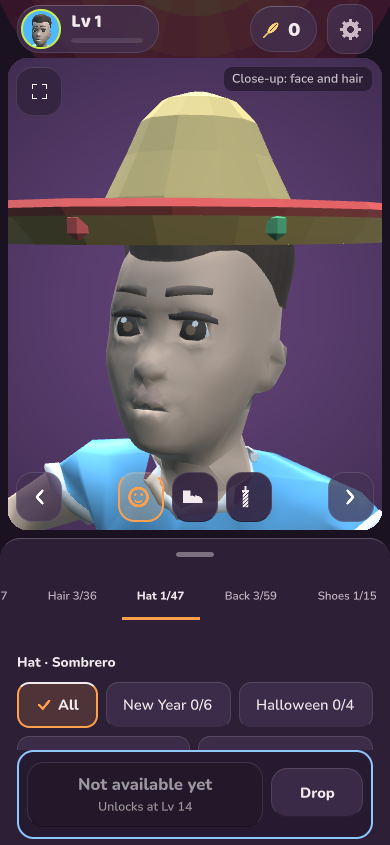 Lv 1
0
Close-up: face and hair
7
Hair 3/36
Hat 1/47
Back 3/59
Shoes 1/15
Hat · Sombrero
All
New Year 0/6
Halloween 0/4
Not available yet
Unlocks at Lv 14
Drop